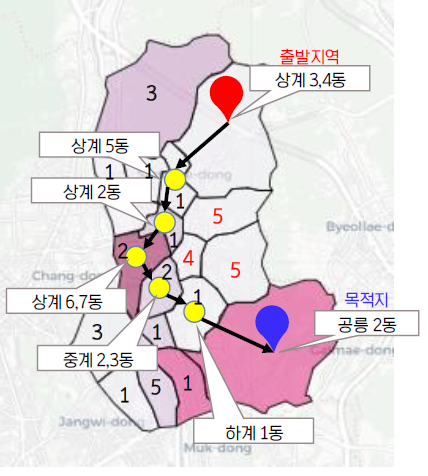 출발지역
상계 3,4동
3
상계 5동
1
1
상계 2동
1
5
Byeollae-dong
2
1
4
5
Chang-dong
2
상계 6,7동
1
목적지
공릉 2동
3
1
중계 2,3동
1
5
1
하계 1동
Jangwi-dong
Muk-dong